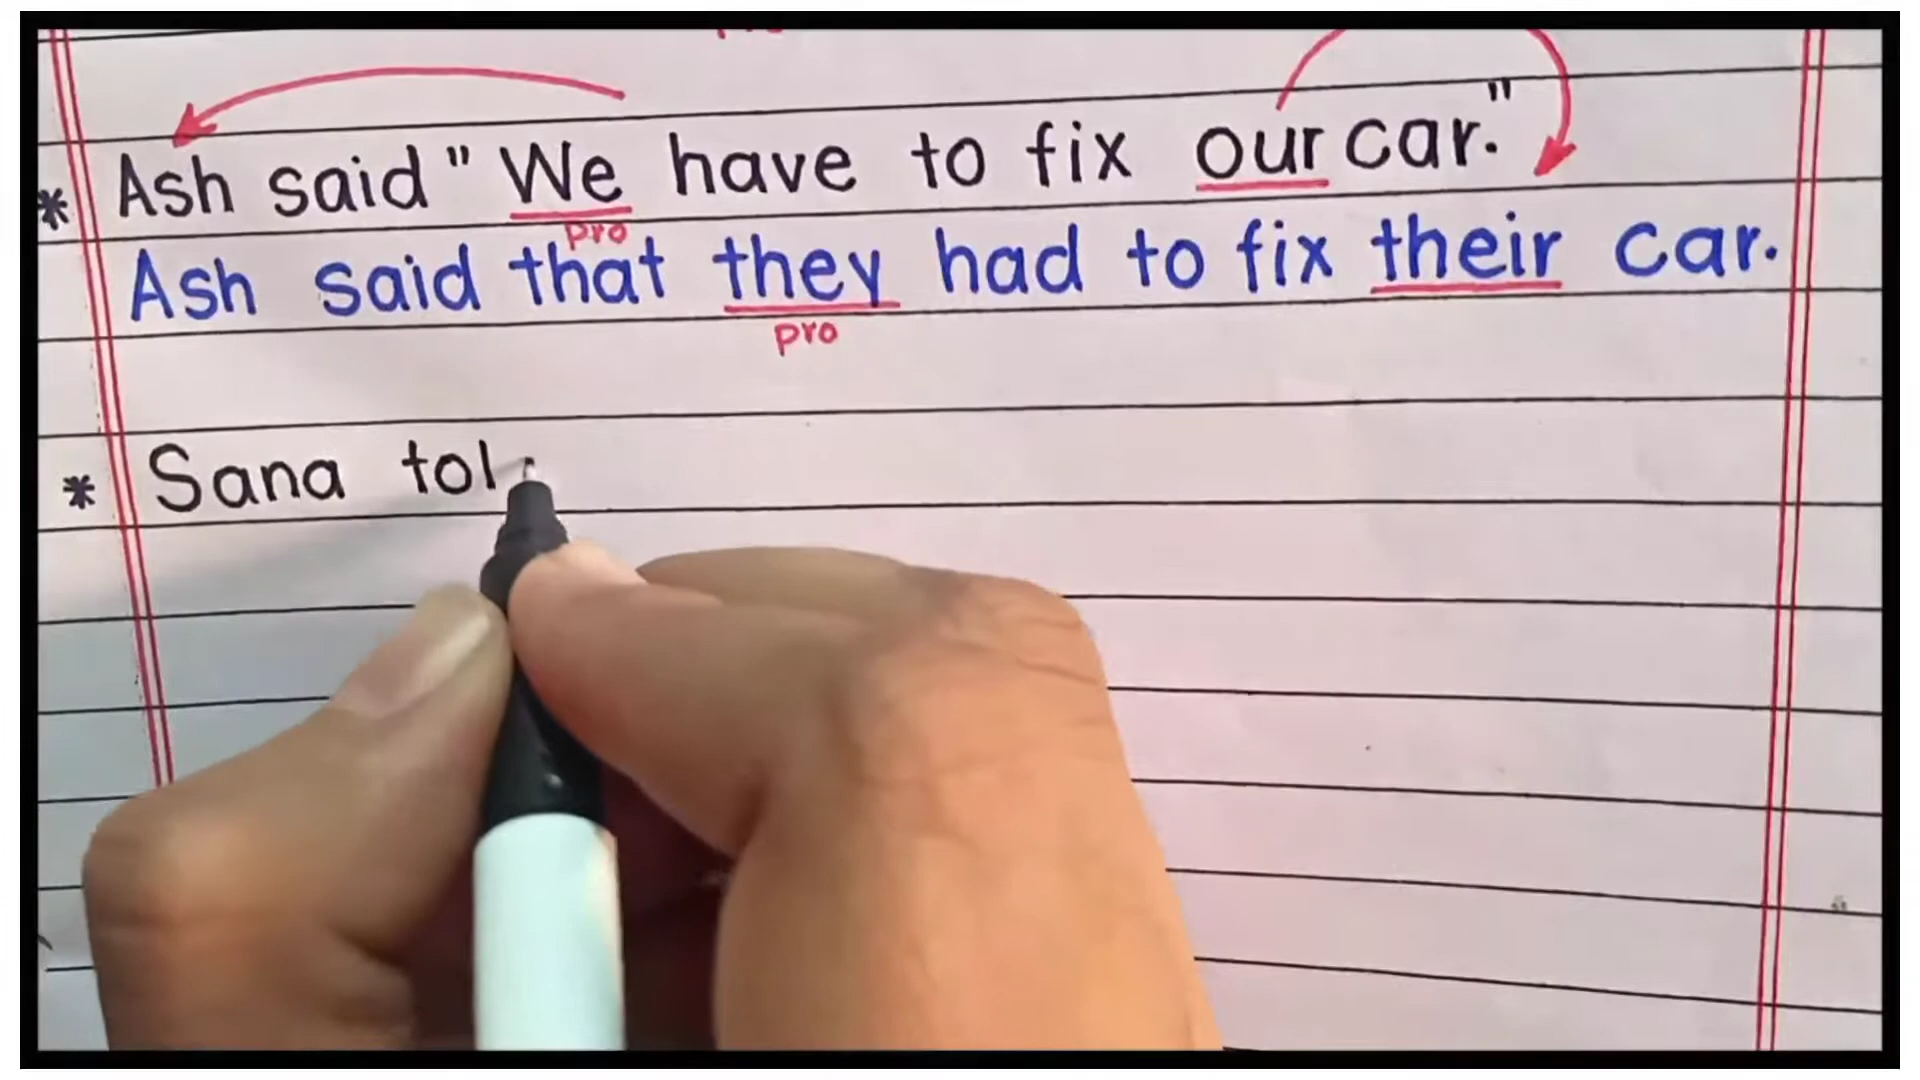 * Ash said " We have to fix our car."
pro
Ash said that they had to fix their car.
pro
* Sana tol